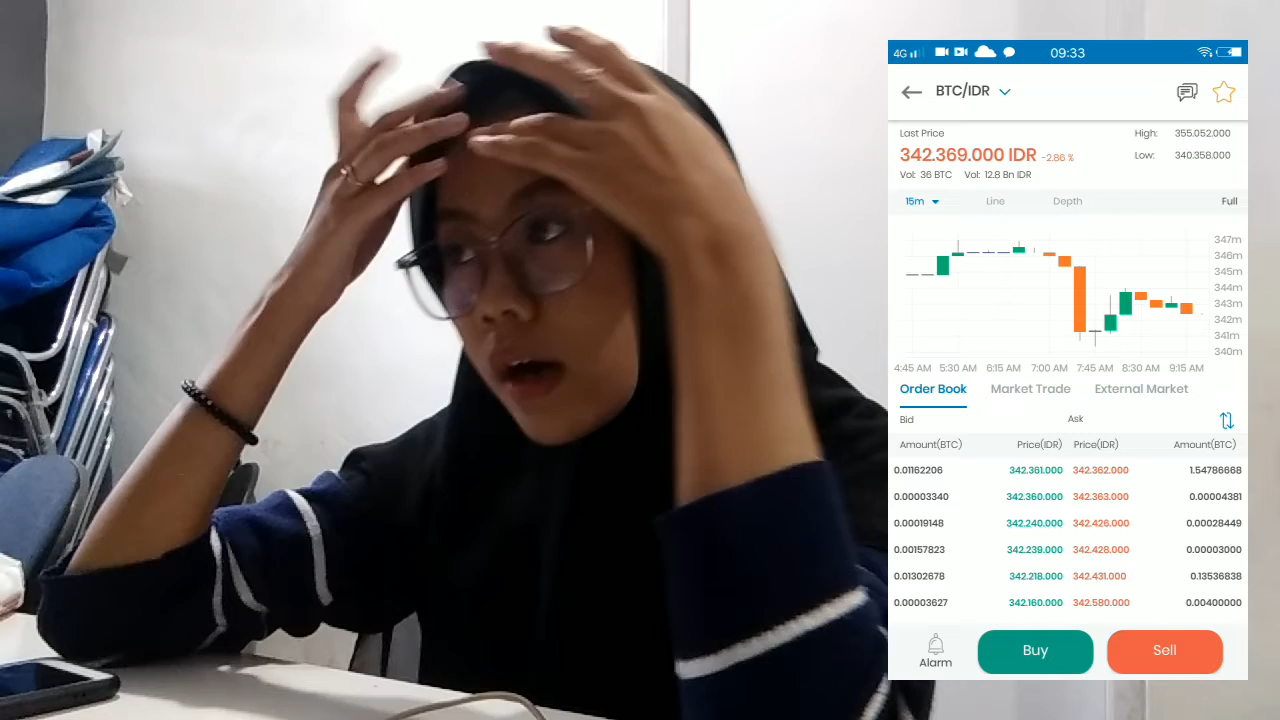 4G 09:33
BTC/IDR
Last Price High: 355.052.000
342.369.000 IDR -2.86 % Low: 340.358.000
Vol: 36 BTC Vol: 12.8 Bn IDR
15m Line Depth Full
347m
346m
345m
344m
343m
342m
341m
340m
4:45 AM 5:30 AM 6:15 AM 7:00 AM 7:45 AM 8:30 AM 9:15 AM
Order Book Market Trade External Market
Bid Ask
Amount(BTC) Price(IDR) Price(IDR) Amount(BTC)
0.01162206 342.361.000 342.362.000 1.54786668
0.00003340 342.360.000 342.363.000 0.00004381
0.00019148 342.240.000 342.426.000 0.00028449
0.00157823 342.239.000 342.428.000 0.00003000
0.01302678 342.218.000 342.431.000 0.13536838
0.00003627 342.160.000 342.580.000 0.00400000
Alarm Buy Sell